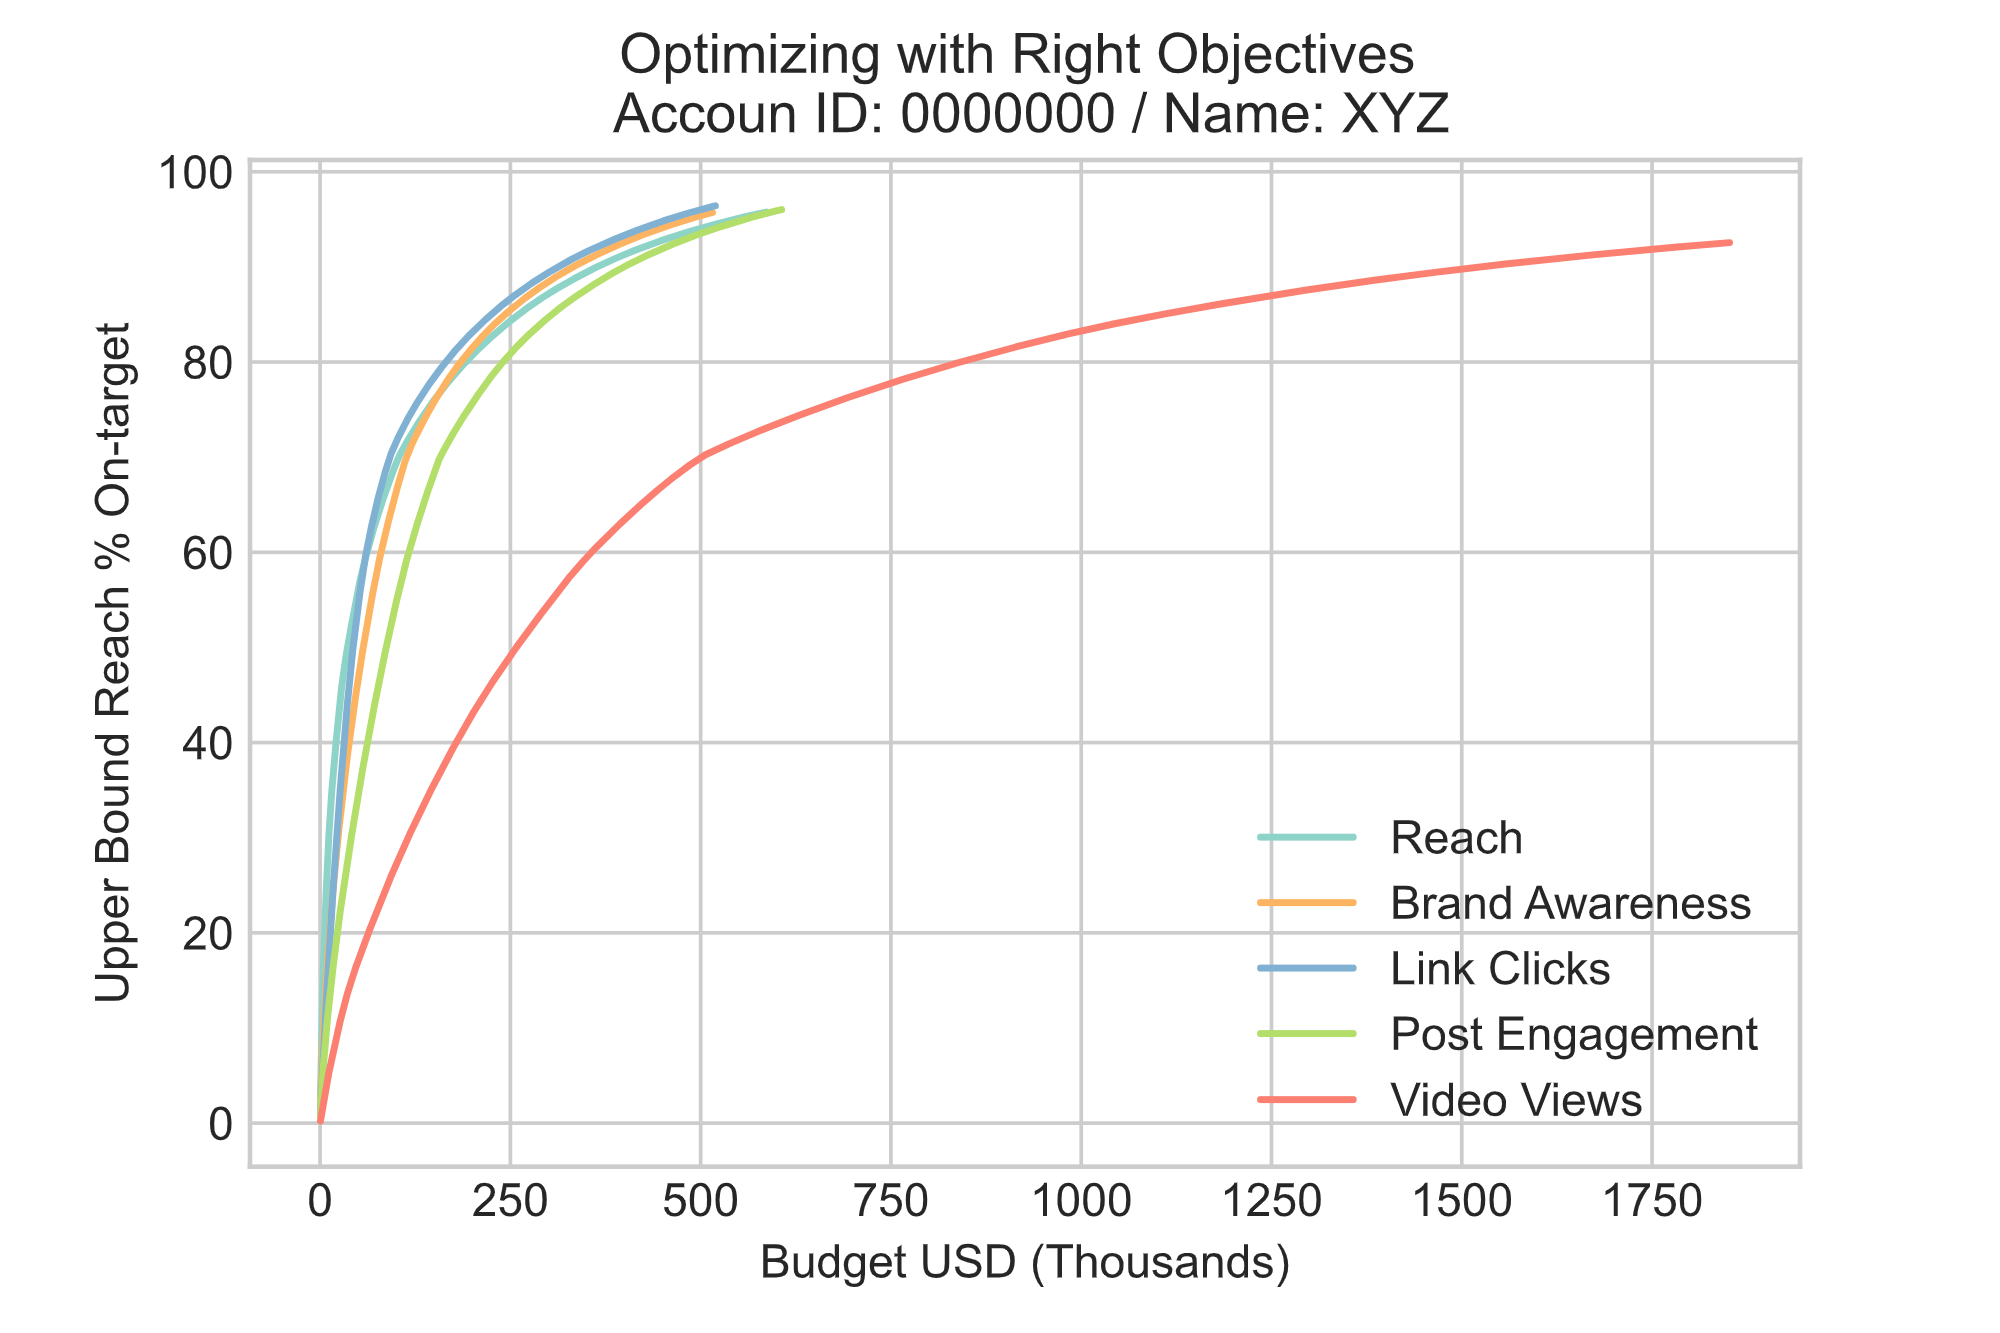 Optimizing with Right Objectives
Accoun ID: 0000000 / Name: XYZ
Upper Bound Reach % On-target
100
80
60
40
20
0
Reach
Brand Awareness
Link Clicks
Post Engagement
Video Views
0 250 500 750 1000 1250 1500 1750
Budget USD (Thousands)